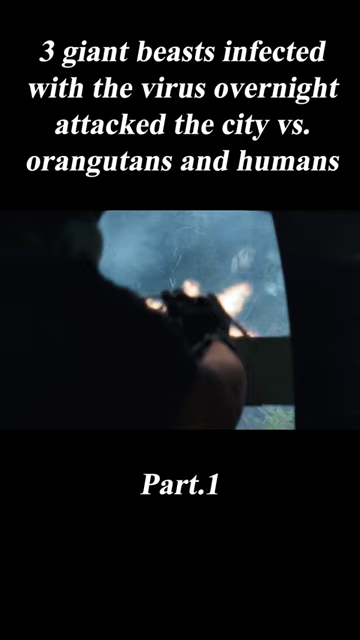 3 giant beasts infected
with the virus overnight
attacked the city vs.
orangutans and humans
Part.1